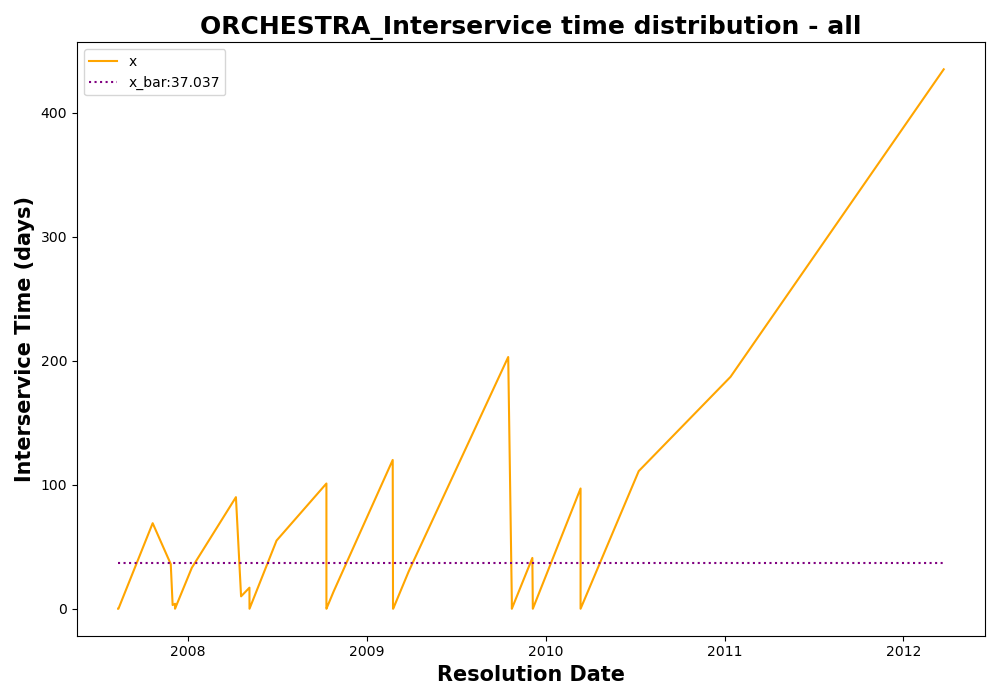 ORCHESTRA_Interservice time distribution - all
x
x_bar:37.037
Interservice Time (days)
400
300
200
100
0
2008
2009
2010
2011
2012
Resolution Date